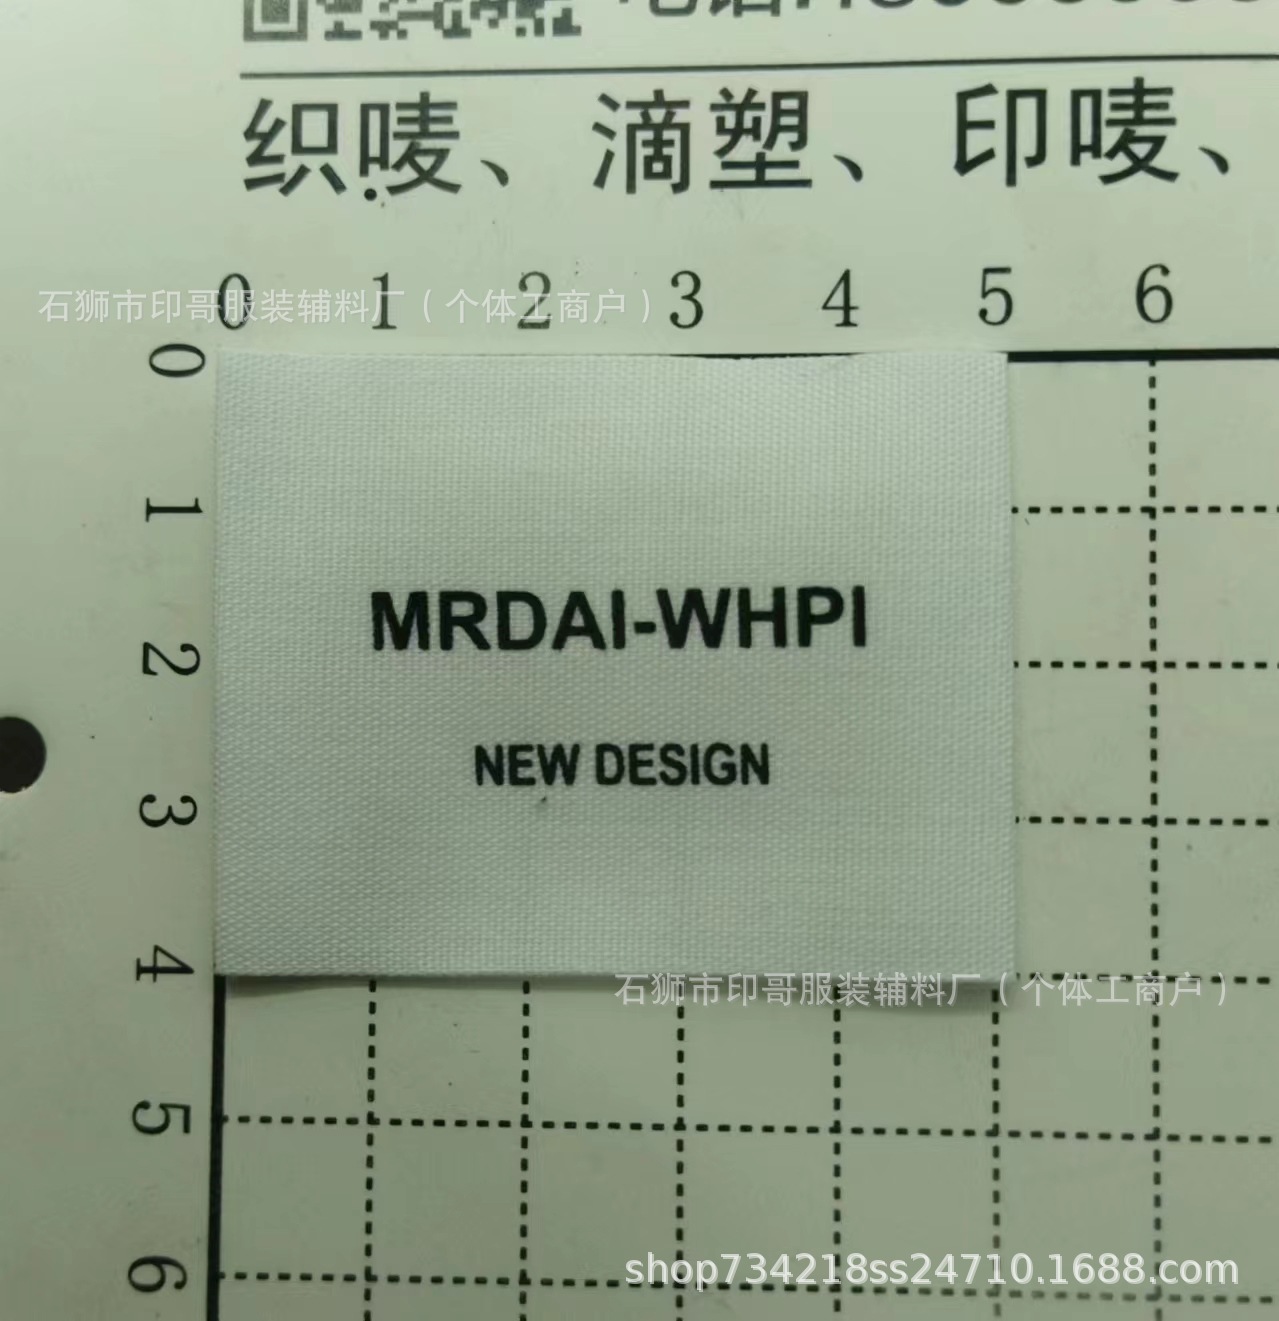 织唛、滴塑、印唛、
0 1 2 3 4 5 6
石狮市印哥服装辅料厂（个体工商户）
0
1
MRDAI-WHPI
2
NEW DESIGN
3
4
石狮市印哥服装辅料厂（个体工商户）
5
6
shop734218ss24710.1688.com